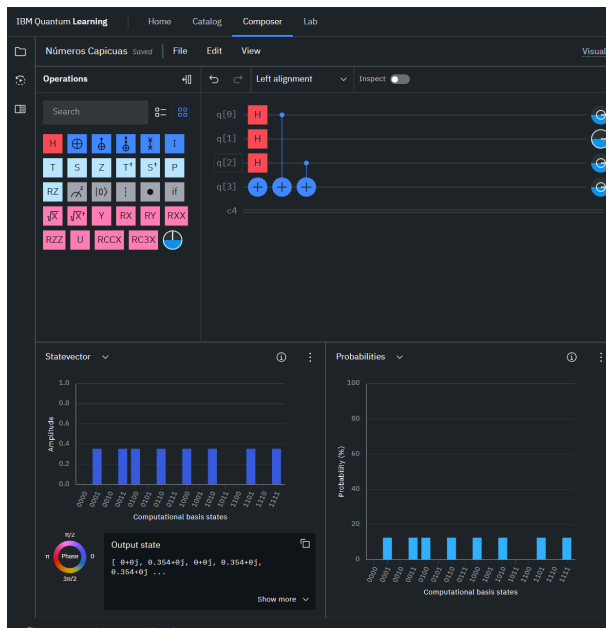 IBM Quantum Learning Home Catalog Composer Lab
Números Capicuas Saved File Edit View Visual
Operations Left alignment Inspect
Search
H I
T S Z T† S† P
RZ |0⟩ if
√X √X† Y RX RY RXX
RZZ U RCCX RC3X
q[0] H
q[1] H
q[2] H
q[3]
c4
Statevector
1.0
0.8
0.6
0.4
0.2
0.0
Amplitude
0000 0001 0010 0011 0100 0101 0110 0111 1000 1001 1010 1011 1100 1101 1110 1111
Computational basis states
π/2
π Phase 0
3π/2
Output state
[ 0+0j, 0.354+0j, 0+0j, 0.354+0j,
0.354+0j ...
Show more
Probabilities
100
80
60
40
20
0
Probability (%)
0000 0001 0010 0011 0100 0101 0110 0111 1000 1001 1010 1011 1100 1101 1110 1111
Computational basis states